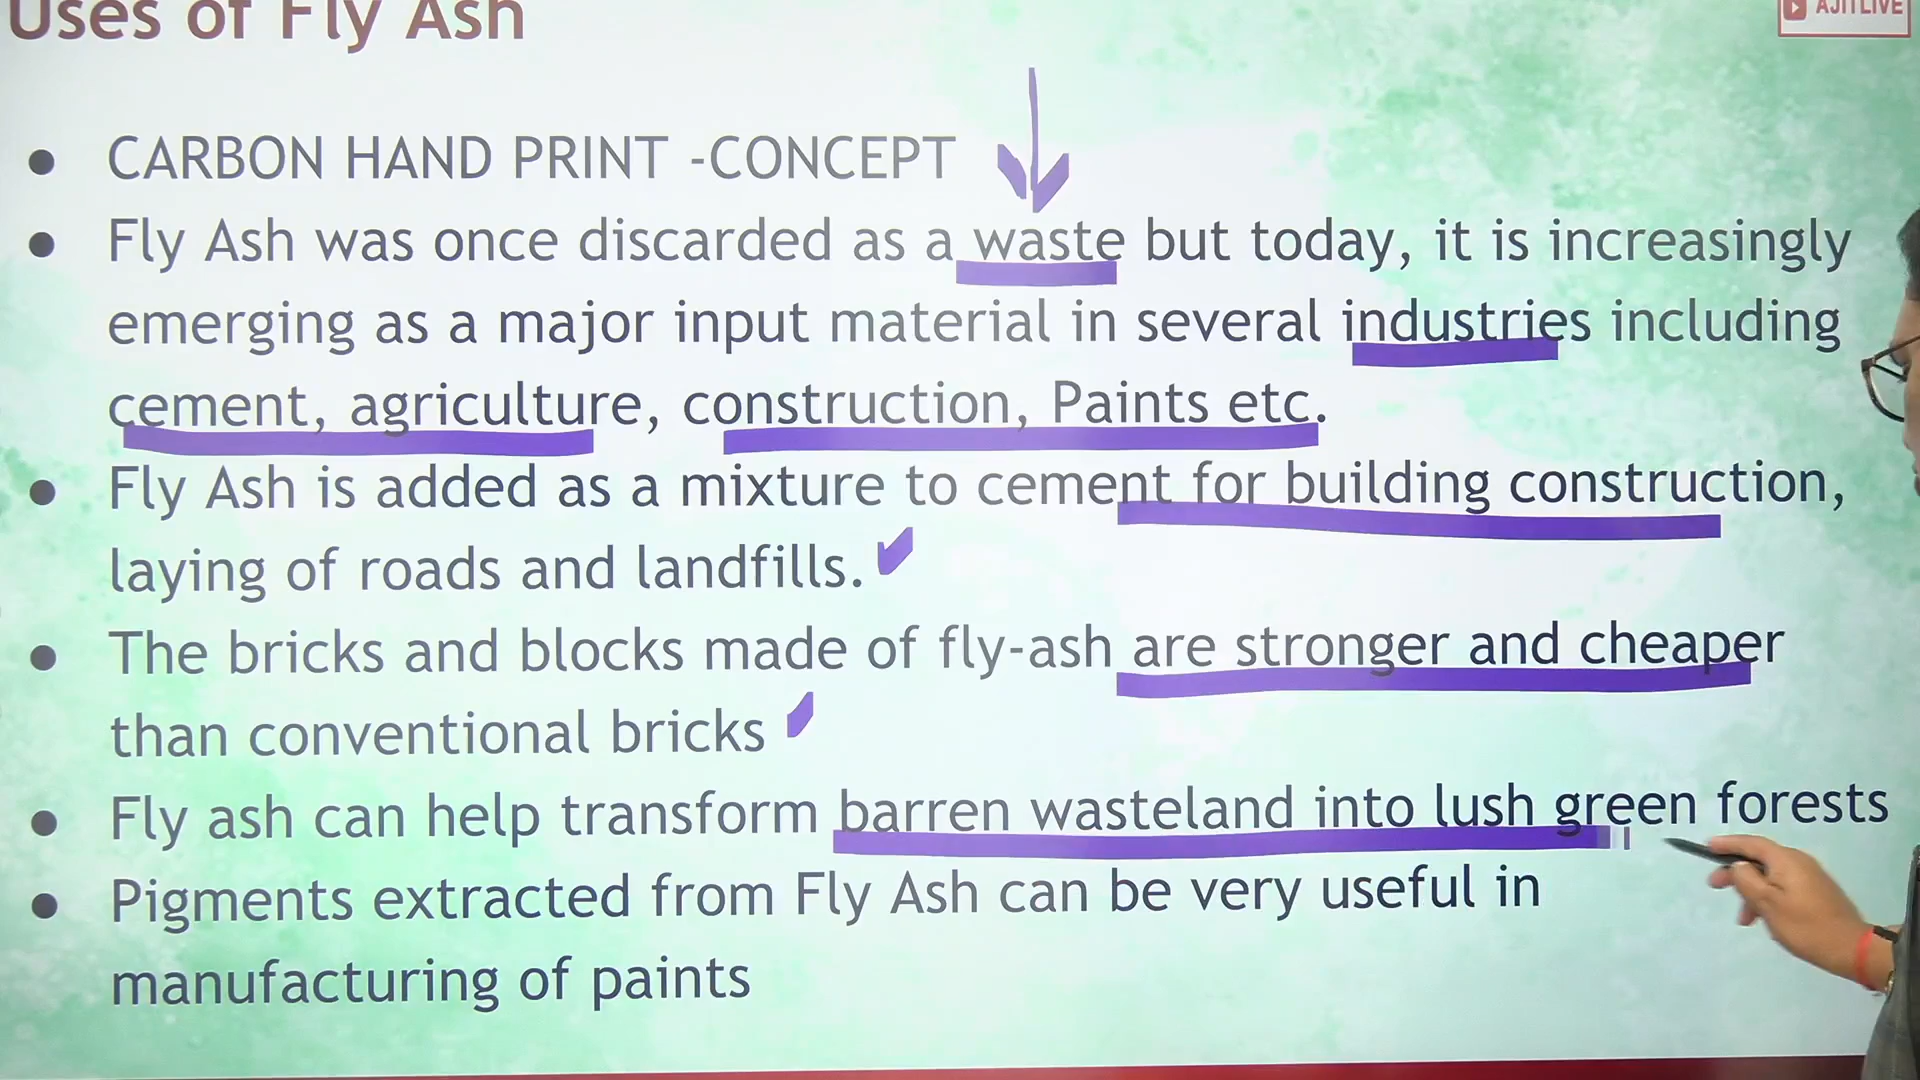 Uses of Fly Ash
AJITLIVE
● CARBON HAND PRINT -CONCEPT
● Fly Ash was once discarded as a waste but today, it is increasingly
emerging as a major input material in several industries including
cement, agriculture, construction, Paints etc.
● Fly Ash is added as a mixture to cement for building construction,
laying of roads and landfills.
● The bricks and blocks made of fly-ash are stronger and cheaper
than conventional bricks
● Fly ash can help transform barren wasteland into lush green forests
● Pigments extracted from Fly Ash can be very useful in
manufacturing of paints